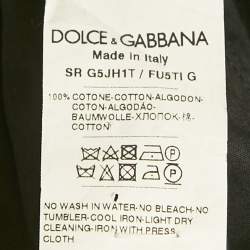 DOLCE & GABBANA
Made in Italy
SR G5JH1T / FU5TI G
100% COTONE-COTTON-ALGODON-
COTTON-ALGODÃO-
BAUMWOLLE-ХЛОПОК-棉-
COTTON
P
P
NO WASH IN WATER-NO BLEACH-NO
TUMBLER-COOL IRON-LIGHT DRY
CLEANING-IRON WITH PRESS
CLOTH